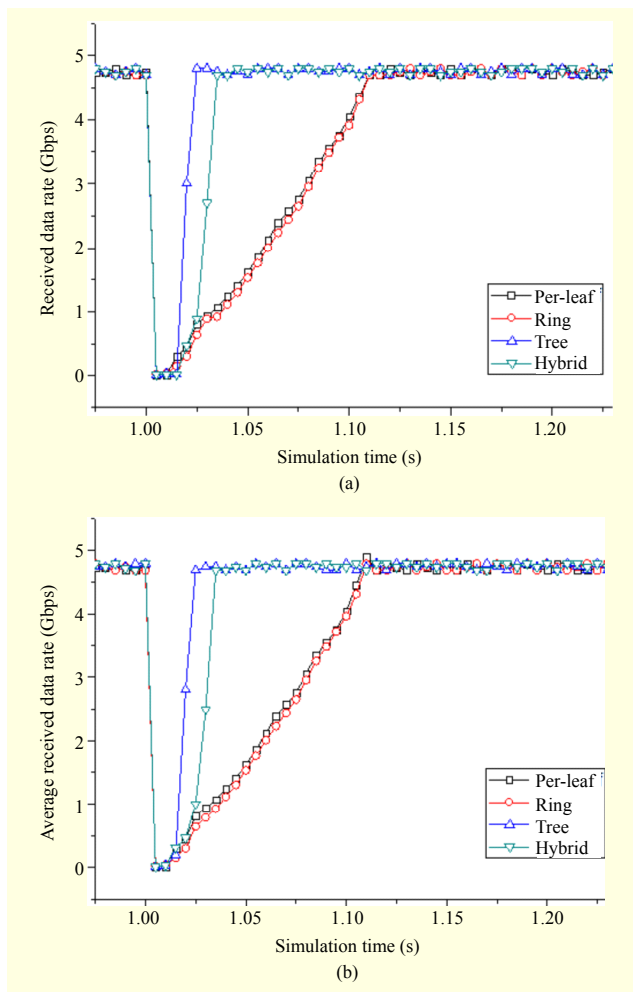 5
4
3
2
1
0
Received data rate (Gbps)
Per-leaf
Ring
Tree
Hybrid
1.00 1.05 1.10 1.15 1.20
Simulation time (s)
(a)
5
4
3
2
1
0
Average received data rate (Gbps)
Per-leaf
Ring
Tree
Hybrid
1.00 1.05 1.10 1.15 1.20
Simulation time (s)
(b)